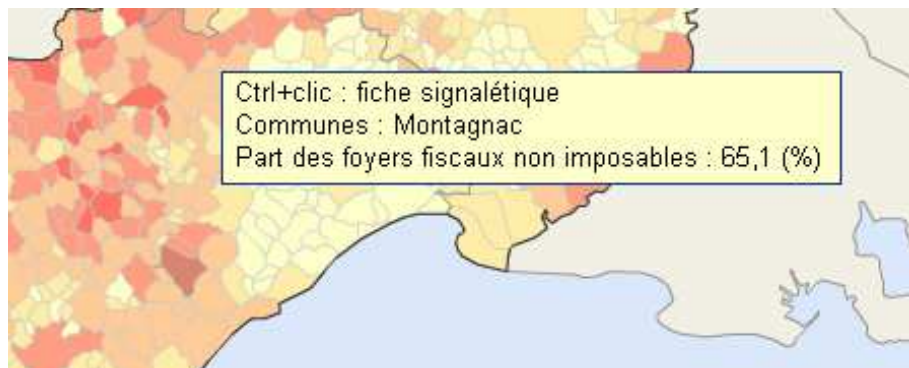 Ctrl+clic : fiche signalétique
Communes : Montagnac
Part des foyers fiscaux non imposables : 65,1 (%)